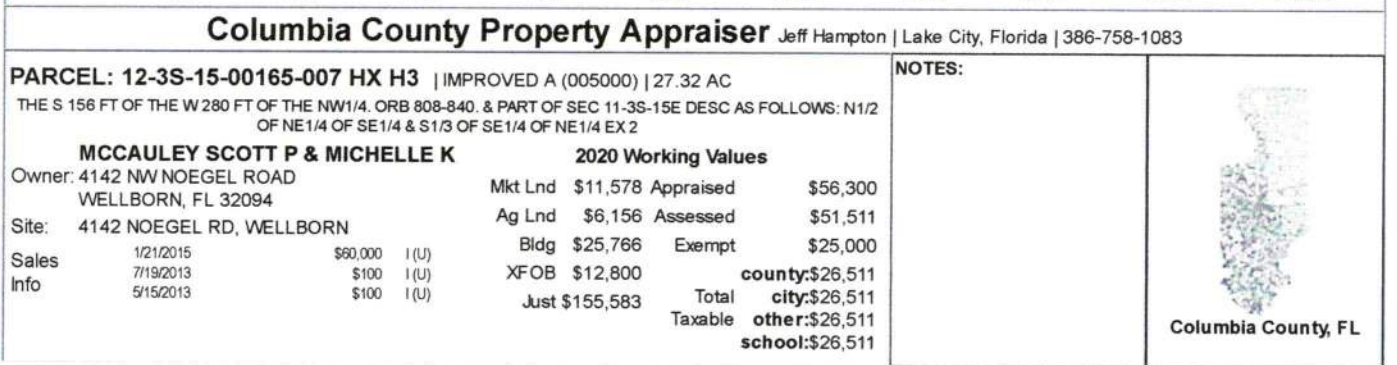 Columbia County Property Appraiser Jeff Hampton | Lake City, Florida | 386-758-1083
PARCEL: 12-3S-15-00165-007 HX H3 | IMPROVED A (005000) | 27.32 AC
THE S 156 FT OF THE W 280 FT OF THE NW1/4. ORB 808-840. & PART OF SEC 11-3S-15E DESC AS FOLLOWS: N1/2
OF NE1/4 OF SE1/4 & S1/3 OF SE1/4 OF NE1/4 EX 2
MCCAULEY SCOTT P & MICHELLE K
Owner: 4142 NW NOEGEL ROAD
WELLBORN, FL 32094
Site: 4142 NOEGEL RD, WELLBORN
Sales Info
1/21/2015 $60,000 I (U)
7/19/2013 $100 I (U)
5/15/2013 $100 I (U)
2020 Working Values
Mkt Lnd $11,578 Appraised $56,300
Ag Lnd $6,156 Assessed $51,511
Bldg $25,766 Exempt $25,000
XFOB $12,800 county:$26,511
Just $155,583 Total city:$26,511
Taxable other:$26,511
school:$26,511
NOTES:
Columbia County, FL